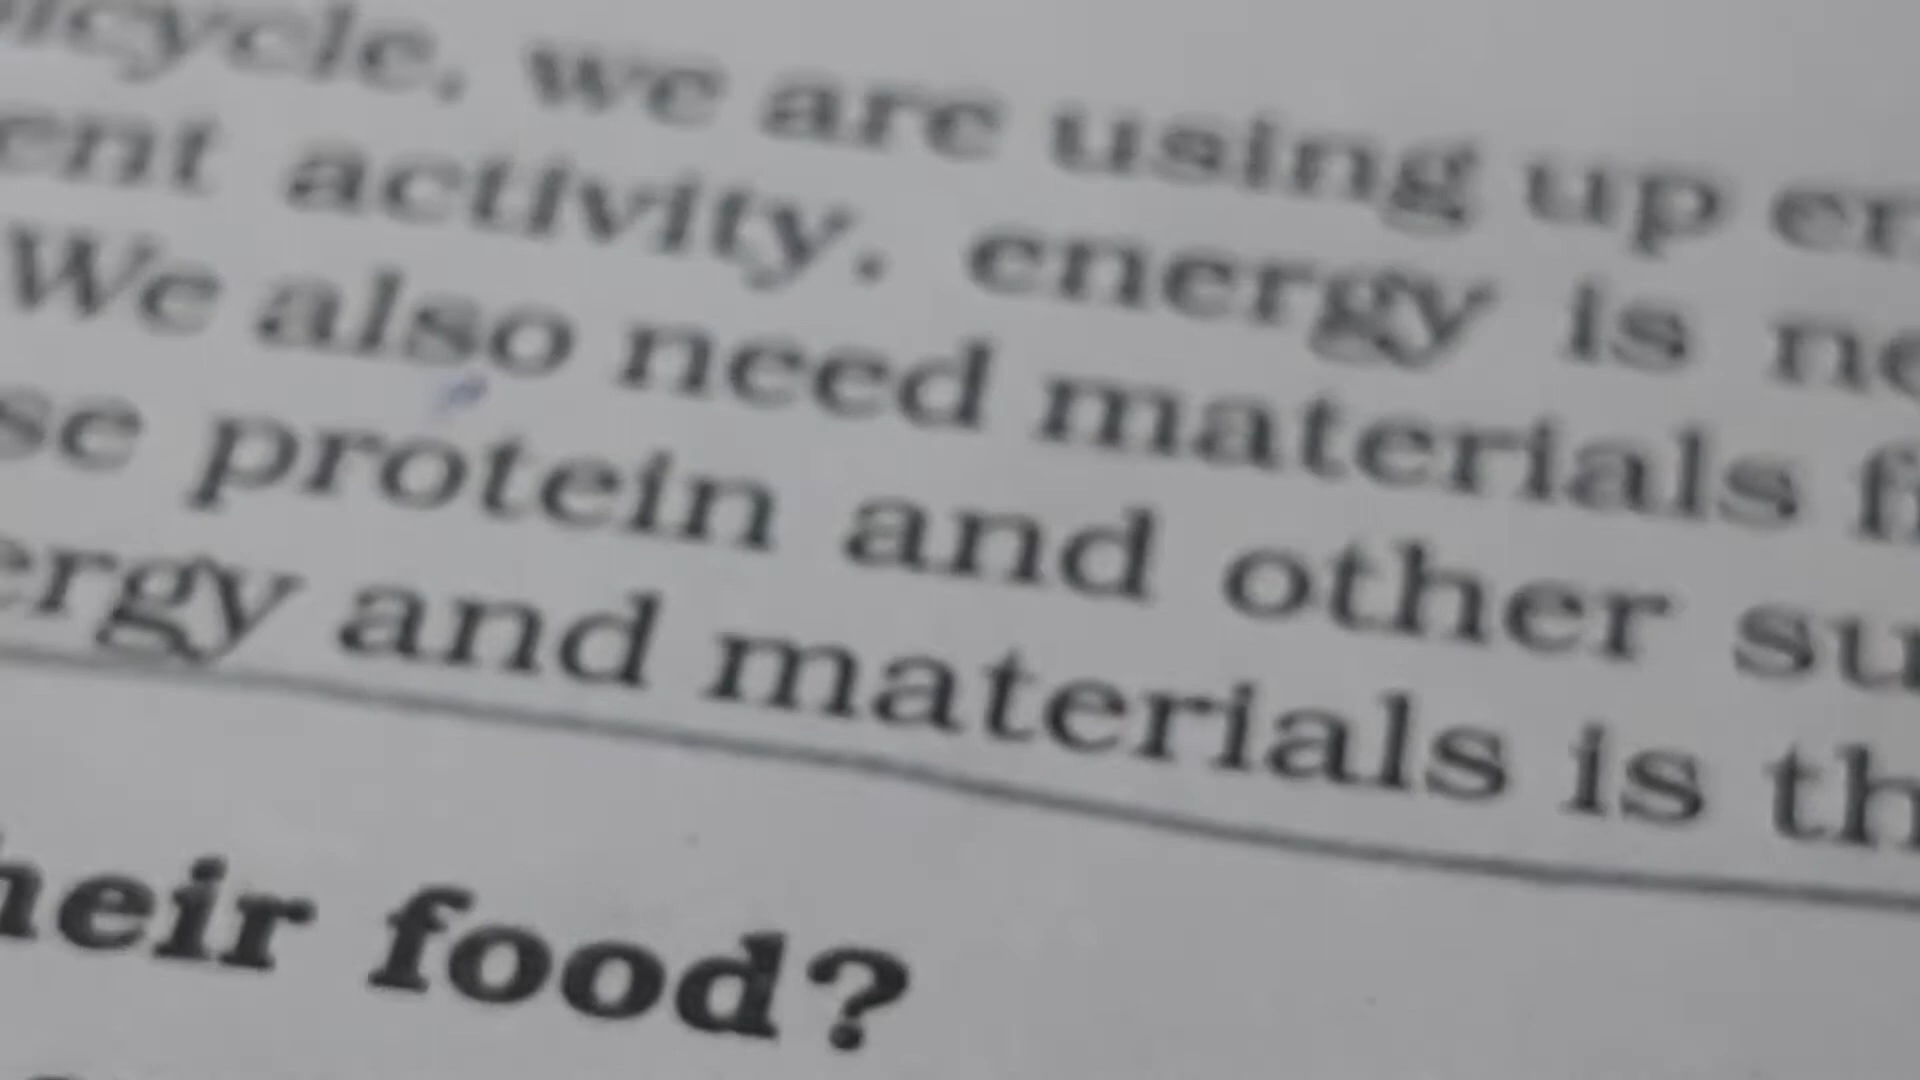 icycle, we are using up en
ent activity, energy is ne
We also need materials f
se protein and other su
ergy and materials is th
heir food?